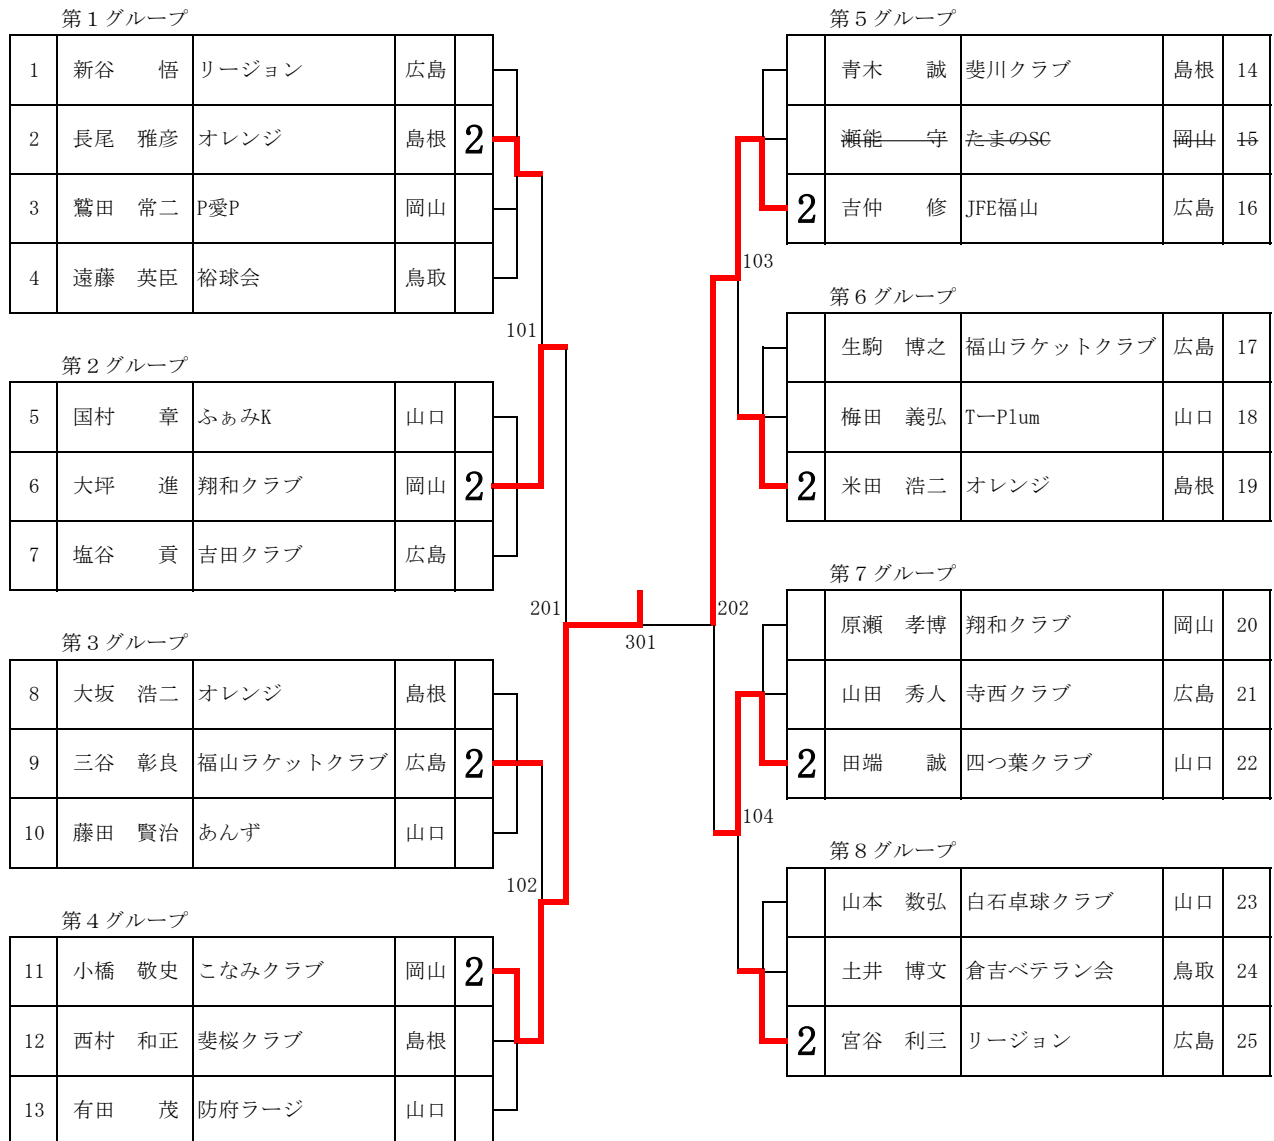 第１グループ
1 新谷　　悟 リージョン 広島
2 長尾　雅彦 オレンジ 島根 2
3 鷲田　常二 P愛P 岡山
4 遠藤　英臣 裕球会 鳥取
101
第２グループ
5 国村　　章 ふぁみK 山口
6 大坪　　進 翔和クラブ 岡山 2
7 塩谷　　貢 吉田クラブ 広島
201
第３グループ
8 大坂　浩二 オレンジ 島根
9 三谷　彰良 福山ラケットクラブ 広島 2
10 藤田　賢治 あんず 山口
102
第４グループ
11 小橋　敬史 こなみクラブ 岡山 2
12 西村　和正 斐桜クラブ 島根
13 有田　　茂 防府ラージ 山口
301
第５グループ
青木　　誠 斐川クラブ 島根 14
瀬能　　守 たまのSC 岡山 15
2 吉仲　　修 JFE福山 広島 16
103
第６グループ
生駒　博之 福山ラケットクラブ 広島 17
梅田　義弘 TーPlum 山口 18
2 米田　浩二 オレンジ 島根 19
202
第７グループ
原瀬　孝博 翔和クラブ 岡山 20
山田　秀人 寺西クラブ 広島 21
2 田端　　誠 四つ葉クラブ 山口 22
104
第８グループ
山本　数弘 白石卓球クラブ 山口 23
土井　博文 倉吉ベテラン会 鳥取 24
2 宮谷　利三 リージョン 広島 25